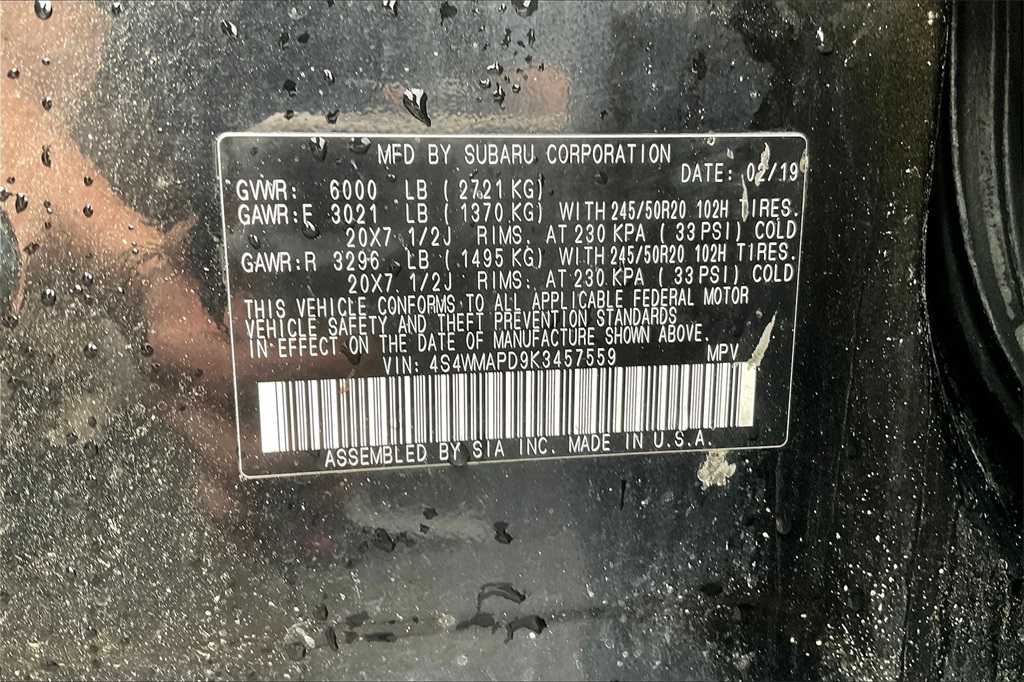 MFD BY SUBARU CORPORATION
DATE: 02/19
GVWR: 6000 LB (2721 KG)
GAWR:F 3021 LB (1370 KG) WITH 245/50R20 102H TIRES.
20X7 1/2J RIMS. AT 230 KPA (33 PSI) COLD
GAWR:R 3296 LB (1495 KG) WITH 245/50R20 102H TIRES.
20X7 1/2J RIMS. AT 230 KPA (33 PSI) COLD
THIS VEHICLE CONFORMS TO ALL APPLICABLE FEDERAL MOTOR
VEHICLE SAFETY AND THEFT PREVENTION STANDARDS
IN EFFECT ON THE DATE OF MANUFACTURE SHOWN ABOVE.
VIN: 4S4WMAPD9K3457559 MPV
ASSEMBLED BY SIA INC. MADE IN U.S.A.